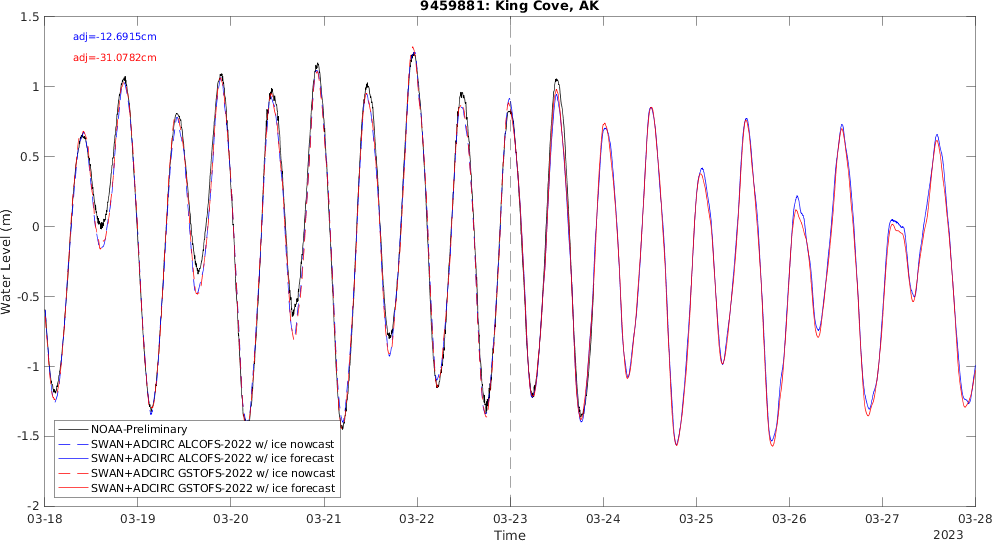 9459881: King Cove, AK
adj=-12.6915cm
adj=-31.0782cm
Water Level (m)
1.5
1
0.5
0
-0.5
-1
-1.5
-2
NOAA-Preliminary
SWAN+ADCIRC ALCOFS-2022 w/ ice nowcast
SWAN+ADCIRC ALCOFS-2022 w/ ice forecast
SWAN+ADCIRC GSTOFS-2022 w/ ice nowcast
SWAN+ADCIRC GSTOFS-2022 w/ ice forecast
03-18 03-19 03-20 03-21 03-22 03-23 03-24 03-25 03-26 03-27 03-28
Time
2023